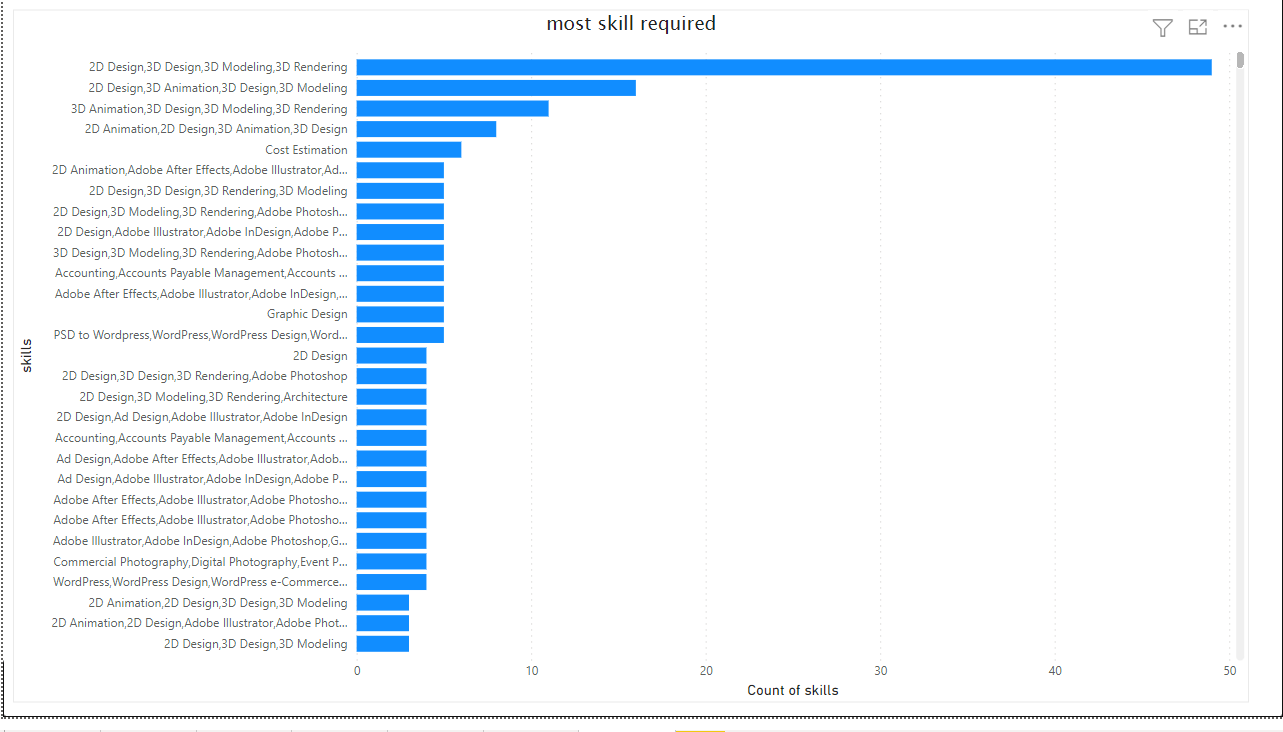 most skill required
2D Design,3D Design,3D Modeling,3D Rendering
2D Design,3D Animation,3D Design,3D Modeling
3D Animation,3D Design,3D Modeling,3D Rendering
2D Animation,2D Design,3D Animation,3D Design
Cost Estimation
2D Animation,Adobe After Effects,Adobe Illustrator,Ad...
2D Design,3D Design,3D Rendering,3D Modeling
2D Design,3D Modeling,3D Rendering,Adobe Photosh...
2D Design,Adobe Illustrator,Adobe InDesign,Adobe P...
3D Design,3D Modeling,3D Rendering,Adobe Photosh...
Accounting,Accounts Payable Management,Accounts ...
Adobe After Effects,Adobe Illustrator,Adobe InDesign,...
Graphic Design
PSD to Wordpress,WordPress,WordPress Design,Word...
2D Design
2D Design,3D Design,3D Rendering,Adobe Photoshop
2D Design,3D Modeling,3D Rendering,Architecture
2D Design,Ad Design,Adobe Illustrator,Adobe InDesign
Accounting,Accounts Payable Management,Accounts ...
Ad Design,Adobe After Effects,Adobe Illustrator,Adob...
Ad Design,Adobe Illustrator,Adobe InDesign,Adobe P...
Adobe After Effects,Adobe Illustrator,Adobe Photosho...
Adobe After Effects,Adobe Illustrator,Adobe Photosho...
Adobe Illustrator,Adobe InDesign,Adobe Photoshop,G...
Commercial Photography,Digital Photography,Event P...
WordPress,WordPress Design,WordPress e-Commerce...
2D Animation,2D Design,3D Design,3D Modeling
2D Animation,2D Design,Adobe Illustrator,Adobe Phot...
2D Design,3D Design,3D Modeling
skills
0 10 20 30 40 50
Count of skills